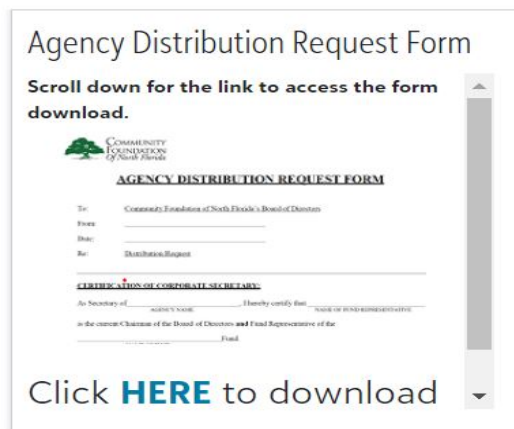 Agency Distribution Request Form
Scroll down for the link to access the form
download.
COMMUNITY
FOUNDATION
Of North Florida
AGENCY DISTRIBUTION REQUEST FORM
To: Community Foundation of North Florida's Board of Directors
From:
Date:
Re: Distribution Request
CERTIFICATION OF CORPORATE SECRETARY:
As Secretary of , I hereby certify that
AGENCY NAME NAME OF FUND REPRESENTATIVE
is the current Chairman of the Board of Directors and Fund Representative of the
Fund
Click HERE to download